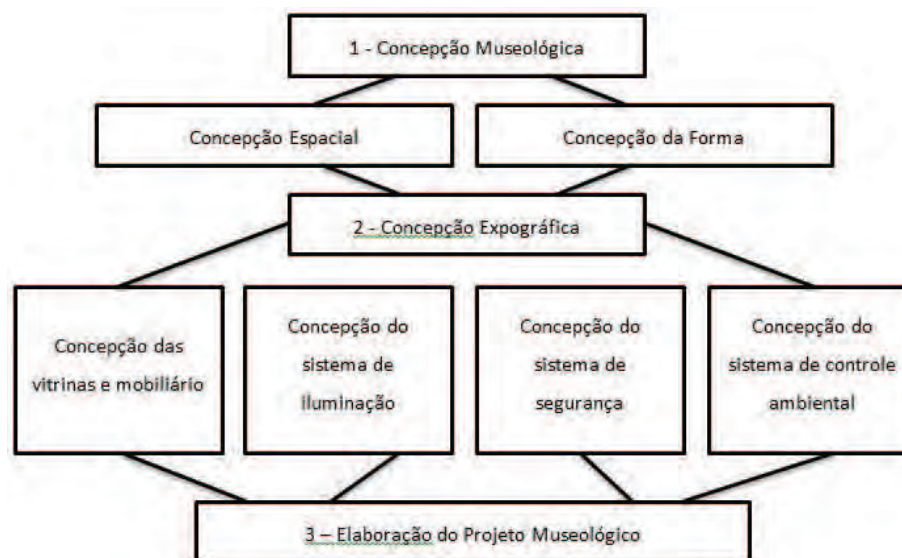 1 - Concepção Museológica
Concepção Espacial
Concepção da Forma
2 - Concepção Expográfica
Concepção das
vitrinas e mobiliário
Concepção do
sistema de
iluminação
Concepção do
sistema de
segurança
Concepção do
sistema de controle
ambiental
3 – Elaboração do Projeto Museológico